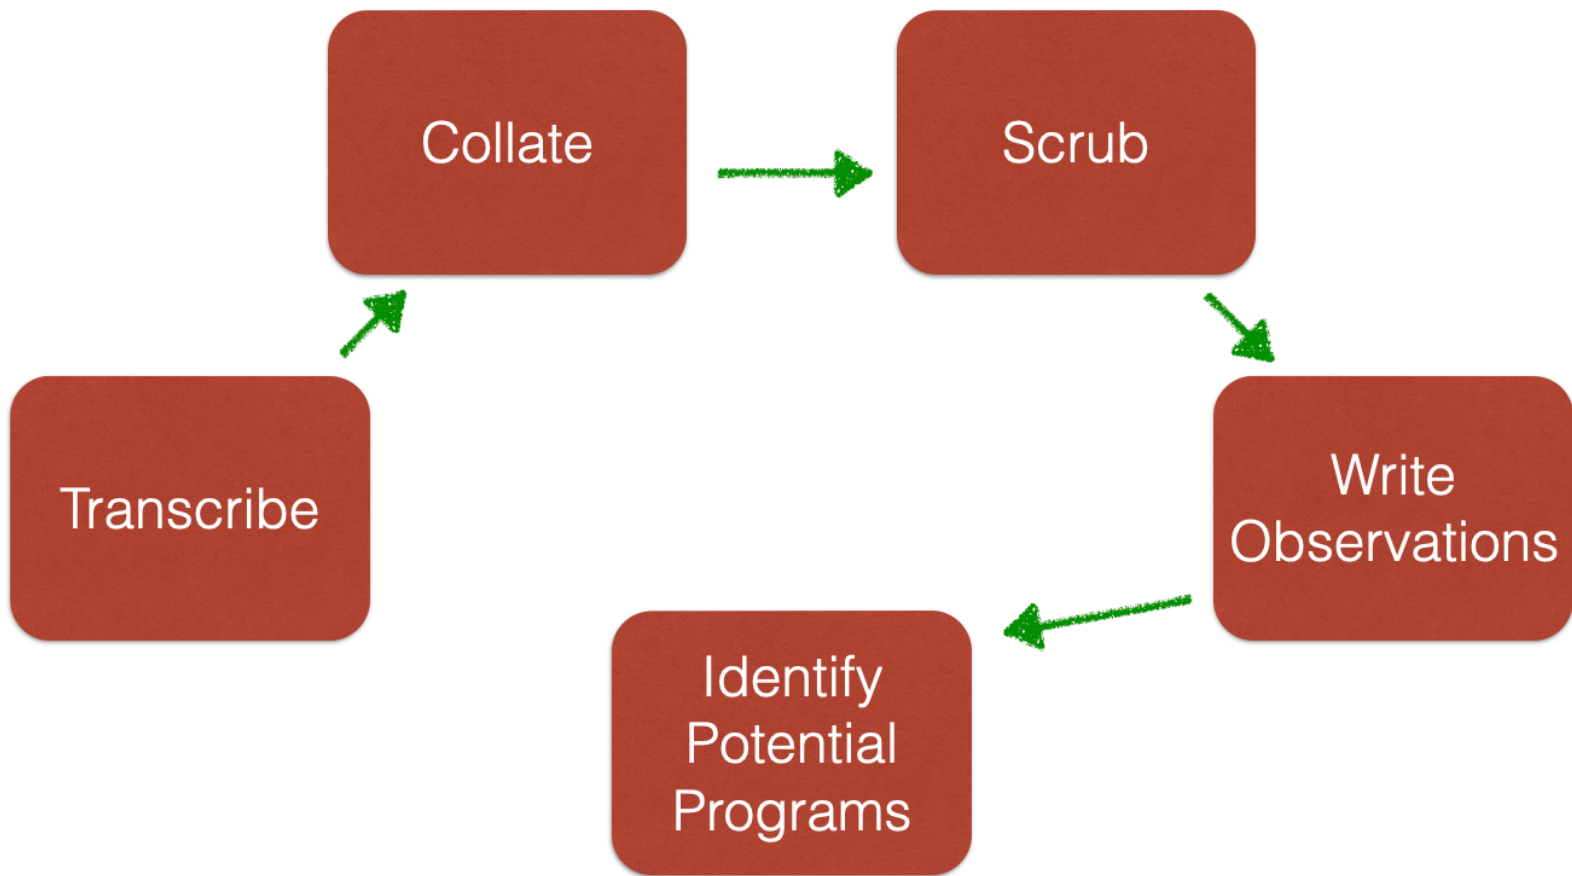 Transcribe
Collate
Scrub
Write
Observations
Identify
Potential
Programs